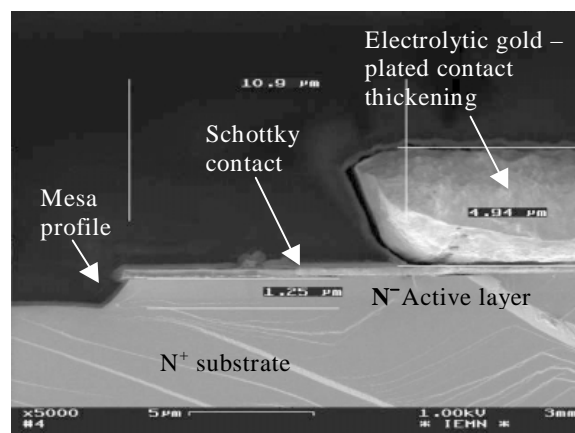 Electrolytic gold –
plated contact
thickening
10.9 µm
Schottky
contact
Mesa
profile
4.94 µm
1.25 µm
N⁻ Active layer
N⁺ substrate
x5000 5µm 1.00kV 3mm
#4 * IEMN *